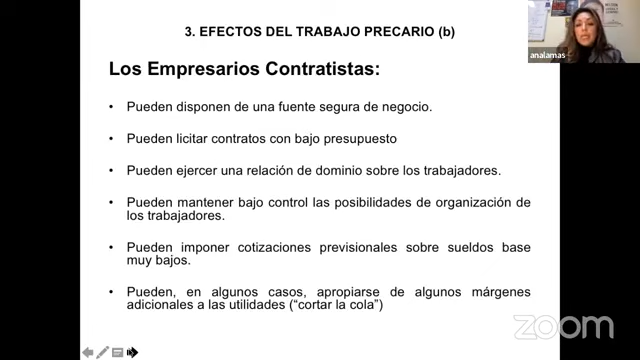 3. EFECTOS DEL TRABAJO PRECARIO (b)
analamas
Los Empresarios Contratistas:
• Pueden disponen de una fuente segura de negocio.
• Pueden licitar contratos con bajo presupuesto
• Pueden ejercer una relación de dominio sobre los trabajadores.
• Pueden mantener bajo control las posibilidades de organización de
los trabajadores.
• Pueden imponer cotizaciones previsionales sobre sueldos base
muy bajos.
• Pueden, en algunos casos, apropiarse de algunos márgenes
adicionales a las utilidades (“cortar la cola”)
zoom